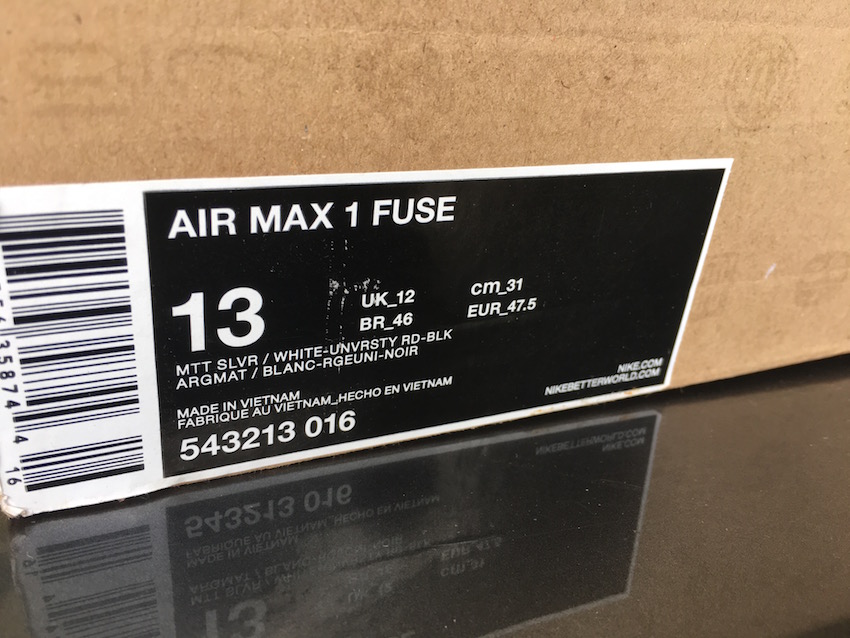 AIR MAX 1 FUSE
13
UK_12 cm_31
BR_46 EUR_47.5
MTT SLVR / WHITE-UNVRSTY RD-BLK
ARGMAT / BLANC-RGEUNI-NOIR
MADE IN VIETNAM
FABRIQUE AU VIETNAM_HECHO EN VIETNAM
543213 016
NIKE.COM
NIKEBETTERWORLD.COM